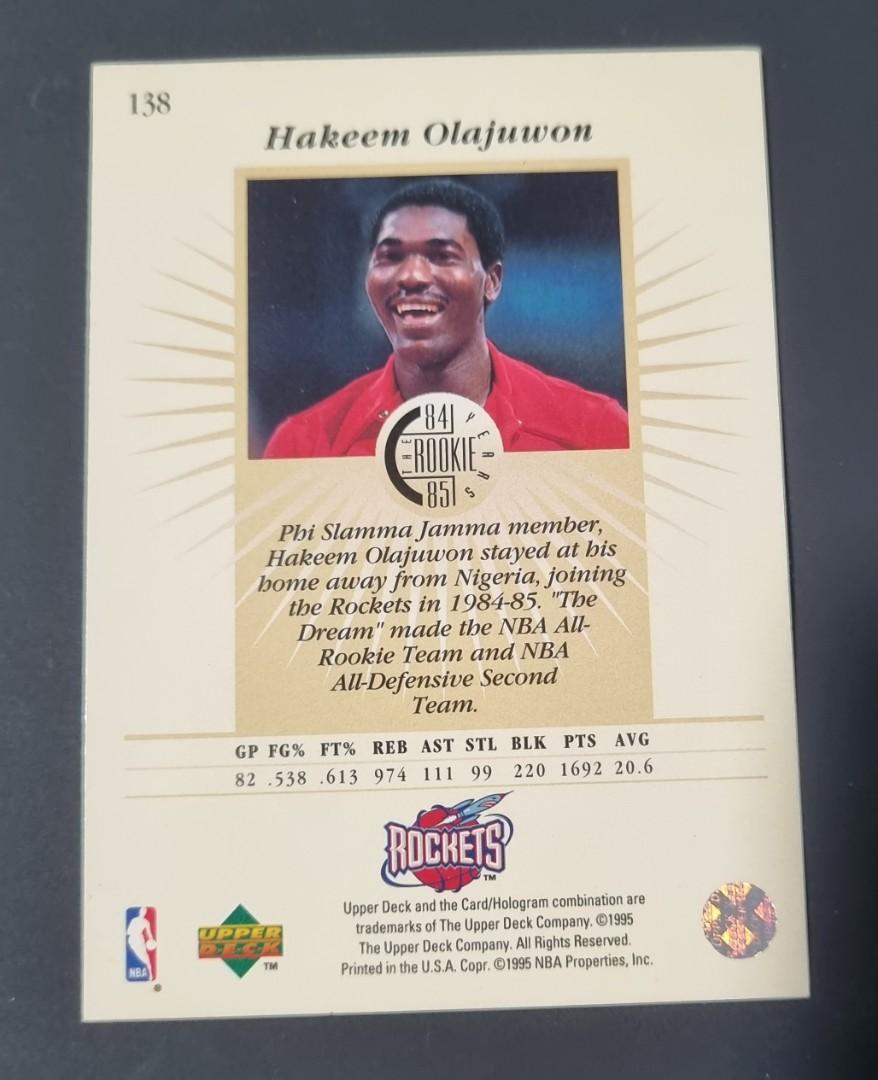 138
Hakeem Olajuwon
84
THE ROOKIE YEARS
85
Phi Slamma Jamma member,
Hakeem Olajuwon stayed at his
home away from Nigeria, joining
the Rockets in 1984-85. "The
Dream" made the NBA All-
Rookie Team and NBA
All-Defensive Second
Team.
GP FG% FT% REB AST STL BLK PTS AVG
82 .538 .613 974 111 99 220 1692 20.6
ROCKETS™
Upper Deck and the Card/Hologram combination are
trademarks of The Upper Deck Company. ©1995
The Upper Deck Company. All Rights Reserved.
Printed in the U.S.A. Copr. ©1995 NBA Properties, Inc.
NBA®
UPPER
DECK™